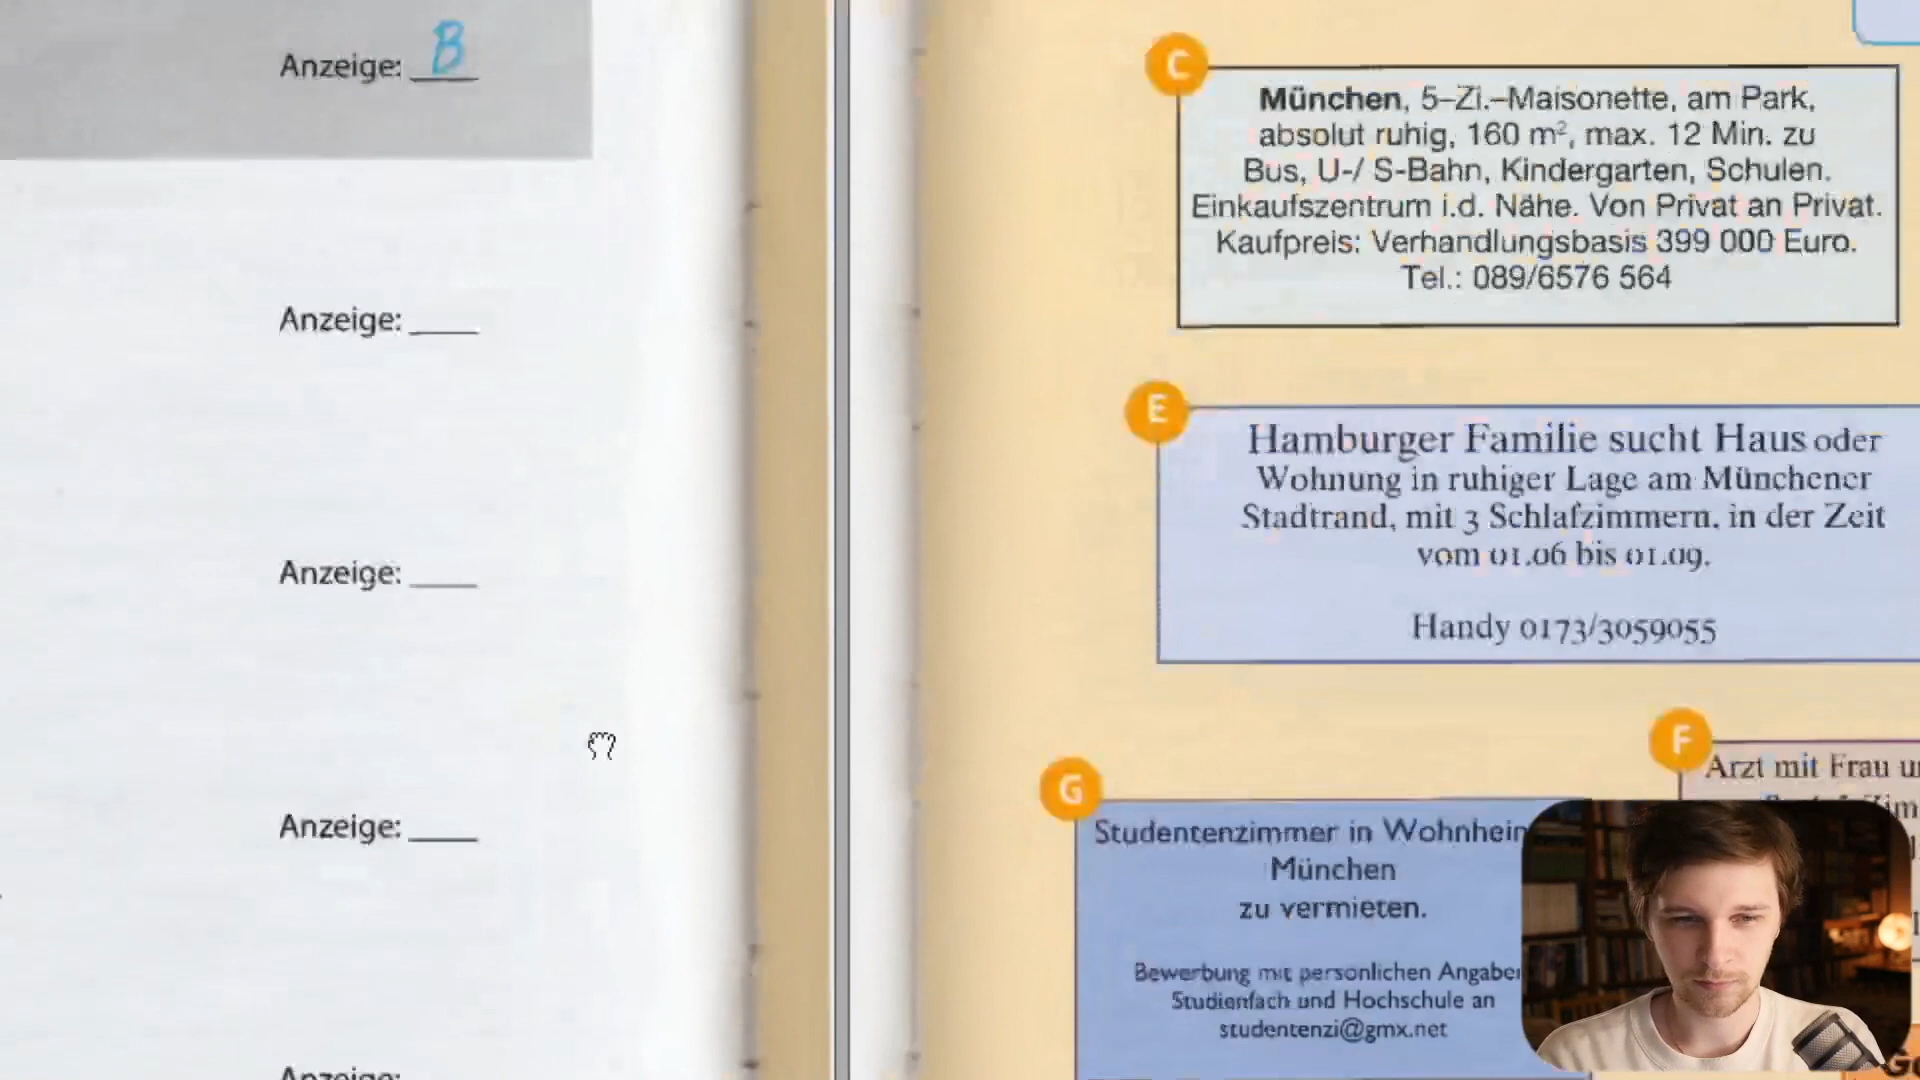 Anzeige: B
Anzeige: ____
Anzeige: ____
Anzeige: ____
Anzeige:
C
München, 5-Zi.-Maisonette, am Park,
absolut ruhig, 160 m², max. 12 Min. zu
Bus, U-/ S-Bahn, Kindergarten, Schulen.
Einkaufszentrum i.d. Nähe. Von Privat an Privat.
Kaufpreis: Verhandlungsbasis 399 000 Euro.
Tel.: 089/6576 564
E
Hamburger Familie sucht Haus oder
Wohnung in ruhiger Lage am Münchener
Stadtrand, mit 3 Schlafzimmern, in der Zeit
vom 01.06 bis 01.09.
Handy 0173/3059055
F
Arzt mit Frau
G
Studentenzimmer in
München
zu vermieten.
Bewerbung mit persönlichen
Studienfach und Hochschule an
studentenzi@gmx.net